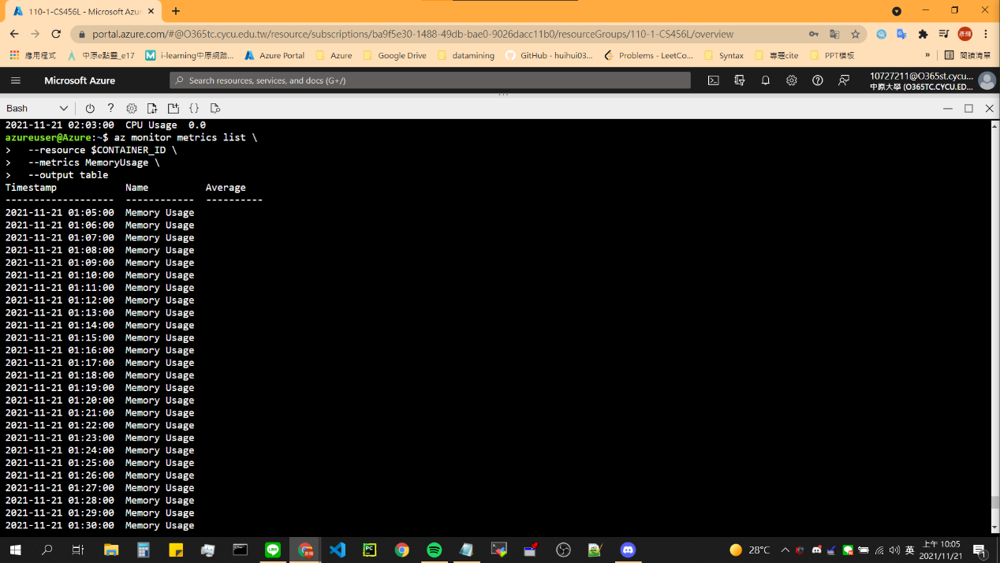 110-1-CS456L - Microsoft Azur
portal.azure.com/#@O365tc.cycu.edu.tw/resource/subscriptions/ba9f5e30-1488-49db-bae0-9026dacc11b0/resourceGroups/110-1-CS456L/overview
應用程式 中原e點靈_e17 i-learning中原網路... Azure Portal Azure Google Drive datamining GitHub - huihui03... Problems - LeetCo... Syntax 專題cite PPT模板 » 閱讀清單
Microsoft Azure Search resources, services, and docs (G+/) 10727211@O365st.cycu...
中原大學 (O365TC.CYCU.ED...
Bash
2021-11-21 02:03:00 CPU Usage 0.0
azureuser@Azure:~$ az monitor metrics list \
> --resource $CONTAINER_ID \
> --metrics MemoryUsage \
> --output table
Timestamp Name Average
------------------- ------------ ----------
2021-11-21 01:05:00 Memory Usage
2021-11-21 01:06:00 Memory Usage
2021-11-21 01:07:00 Memory Usage
2021-11-21 01:08:00 Memory Usage
2021-11-21 01:09:00 Memory Usage
2021-11-21 01:10:00 Memory Usage
2021-11-21 01:11:00 Memory Usage
2021-11-21 01:12:00 Memory Usage
2021-11-21 01:13:00 Memory Usage
2021-11-21 01:14:00 Memory Usage
2021-11-21 01:15:00 Memory Usage
2021-11-21 01:16:00 Memory Usage
2021-11-21 01:17:00 Memory Usage
2021-11-21 01:18:00 Memory Usage
2021-11-21 01:19:00 Memory Usage
2021-11-21 01:20:00 Memory Usage
2021-11-21 01:21:00 Memory Usage
2021-11-21 01:22:00 Memory Usage
2021-11-21 01:23:00 Memory Usage
2021-11-21 01:24:00 Memory Usage
2021-11-21 01:25:00 Memory Usage
2021-11-21 01:26:00 Memory Usage
2021-11-21 01:27:00 Memory Usage
2021-11-21 01:28:00 Memory Usage
2021-11-21 01:29:00 Memory Usage
2021-11-21 01:30:00 Memory Usage
28°C 英 上午 10:05
2021/11/21 1